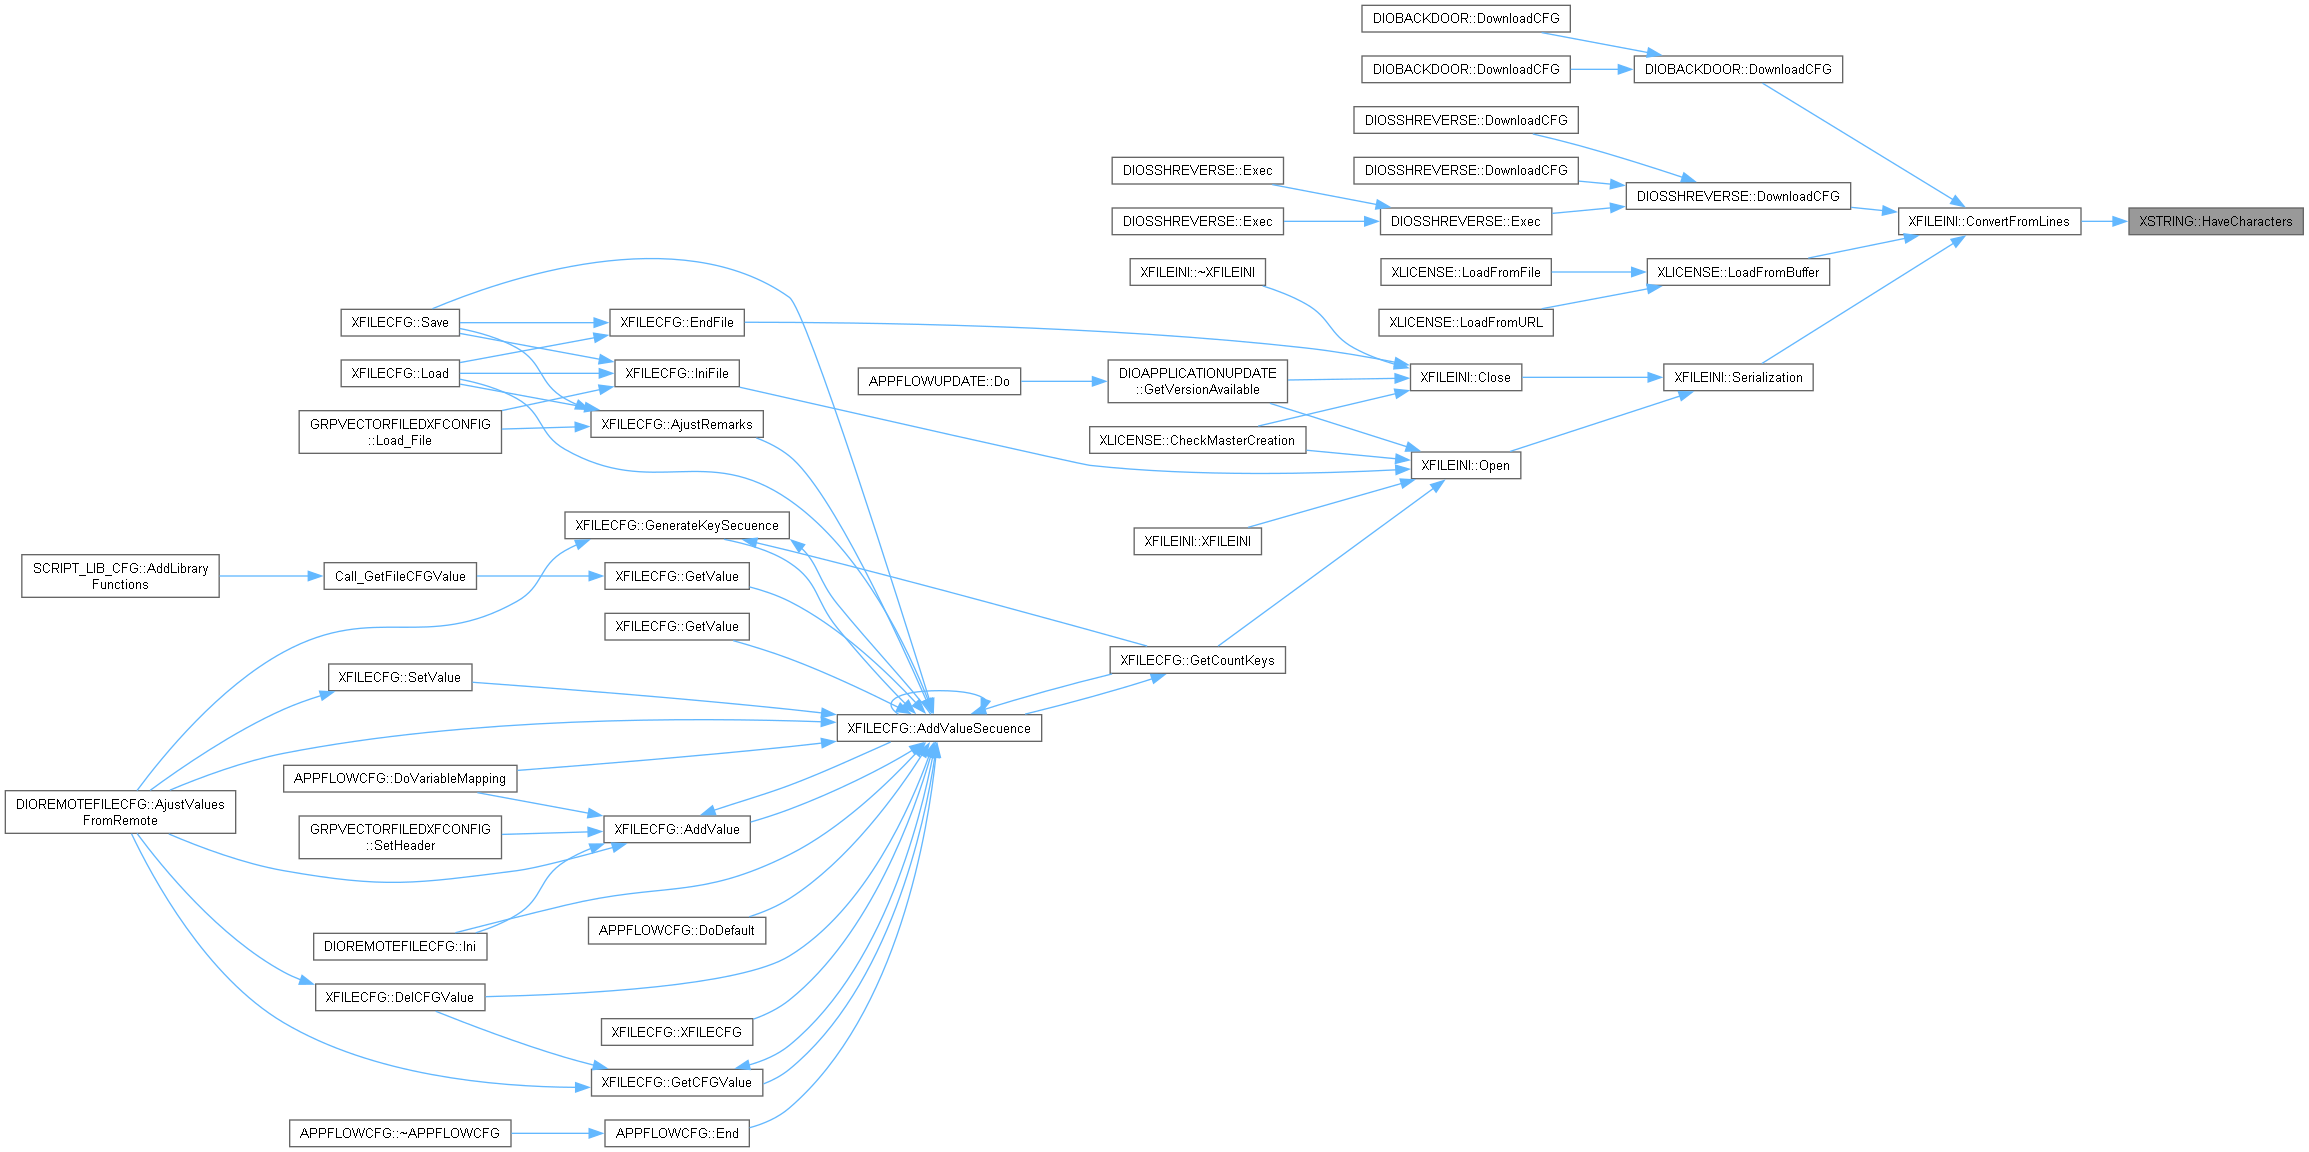 DIOBACKDOOR::DownloadCFG
DIOBACKDOOR::DownloadCFG
DIOBACKDOOR::DownloadCFG
DIOSSHREVERSE::DownloadCFG
DIOSSHREVERSE::Exec
DIOSSHREVERSE::DownloadCFG
DIOSSHREVERSE::DownloadCFG
DIOSSHREVERSE::Exec
DIOSSHREVERSE::Exec
XFILEINI::ConvertFromLines
XSTRING::HaveCharacters
XFILEINI::~XFILEINI
XLICENSE::LoadFromFile
XLICENSE::LoadFromBuffer
XFILECFG::Save
XFILECFG::EndFile
XLICENSE::LoadFromURL
XFILECFG::Load
XFILECFG::IniFile
APPFLOWUPDATE::Do
DIOAPPLICATIONUPDATE
::GetVersionAvailable
XFILEINI::Close
XFILEINI::Serialization
GRPVECTORFILEDXFCONFIG
::Load_File
XFILECFG::AjustRemarks
XLICENSE::CheckMasterCreation
XFILEINI::Open
XFILECFG::GenerateKeySecuence
XFILEINI::XFILEINI
SCRIPT_LIB_CFG::AddLibrary
Functions
Call_GetFileCFGValue
XFILECFG::GetValue
XFILECFG::GetValue
XFILECFG::SetValue
XFILECFG::GetCountKeys
XFILECFG::AddValueSecuence
APPFLOWCFG::DoVariableMapping
DIOREMOTEFILECFG::AjustValues
FromRemote
GRPVECTORFILEDXFCONFIG
::SetHeader
XFILECFG::AddValue
DIOREMOTEFILECFG::Ini
APPFLOWCFG::DoDefault
XFILECFG::DelCFGValue
XFILECFG::XFILECFG
XFILECFG::GetCFGValue
APPFLOWCFG::~APPFLOWCFG
APPFLOWCFG::End